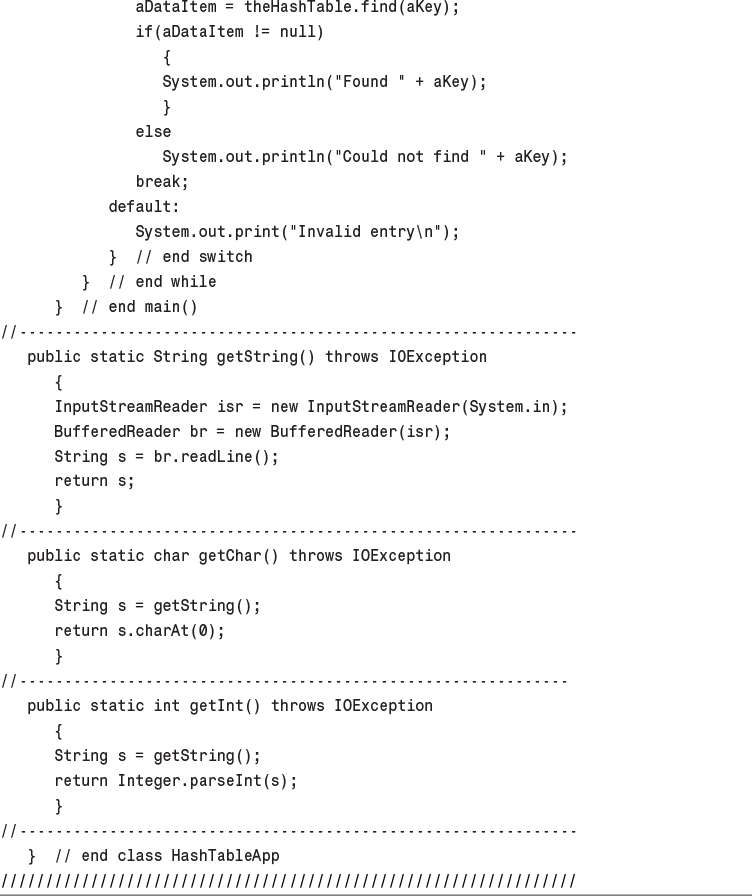 aDataItem = theHashTable.find(aKey);
               if(aDataItem != null)
                  {
                  System.out.println("Found " + aKey);
                  }
               else
                  System.out.println("Could not find " + aKey);
               break;
            default:
               System.out.print("Invalid entry\n");
            }  // end switch
         }  // end while
      }  // end main()
//--------------------------------------------------------------
   public static String getString() throws IOException
      {
      InputStreamReader isr = new InputStreamReader(System.in);
      BufferedReader br = new BufferedReader(isr);
      String s = br.readLine();
      return s;
      }
//--------------------------------------------------------------
   public static char getChar() throws IOException
      {
      String s = getString();
      return s.charAt(0);
      }
//-------------------------------------------------------------
   public static int getInt() throws IOException
      {
      String s = getString();
      return Integer.parseInt(s);
      }
//--------------------------------------------------------------
   }  // end class HashTableApp
////////////////////////////////////////////////////////////////